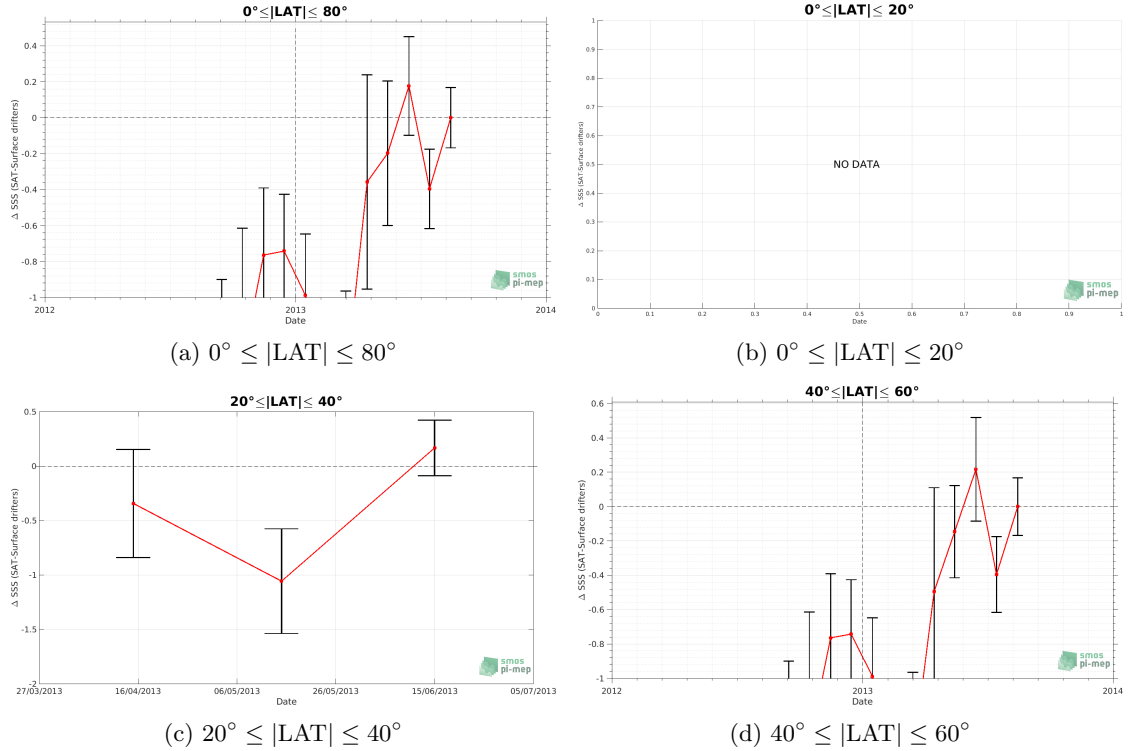 0°≤|LAT|≤ 80°
Δ SSS (SAT-Surface drifters)
0.4
0.2
0
-0.2
-0.4
-0.6
-0.8
-1
2012
2013
2014
Date
smos
pi-mep
(a) 0° ≤ |LAT| ≤ 80°
0°≤|LAT|≤ 20°
Δ SSS (SAT-Surface drifters)
1
0.9
0.8
0.7
0.6
0.5
0.4
0.3
0.2
0.1
0
NO DATA
0
0.1
0.2
0.3
0.4
0.5
0.6
0.7
0.8
0.9
1
Date
smos
pi-mep
(b) 0° ≤ |LAT| ≤ 20°
20°≤|LAT|≤ 40°
Δ SSS (SAT-Surface drifters)
0.5
0
-0.5
-1
-1.5
-2
27/03/2013
16/04/2013
06/05/2013
26/05/2013
15/06/2013
05/07/2013
Date
smos
pi-mep
(c) 20° ≤ |LAT| ≤ 40°
40°≤|LAT|≤ 60°
Δ SSS (SAT-Surface drifters)
0.6
0.4
0.2
0
-0.2
-0.4
-0.6
-0.8
-1
2012
2013
2014
Date
smos
pi-mep
(d) 40° ≤ |LAT| ≤ 60°